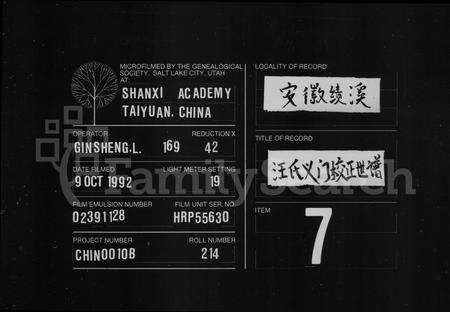 MICROFILMED BY THE GENEALOGICAL
SOCIETY, SALT LAKE CITY, UTAH
AT:
SHANXI ACADEMY
TAIYUAN, CHINA
OPERATOR
REDUCTION X
GINSHENG.L. 169 42
DATE FILMED
LIGHT METER SETTING
9 OCT 1992 19
FILM EMULSION NUMBER
FILM UNIT SER. NO.
02391128 HRP55630
PROJECT NUMBER
ROLL NUMBER
CHIN0010B 214
LOCALITY OF RECORD
安徽绩溪
TITLE OF RECORD
汪氏义门校正世谱
ITEM
7
FamilySearch